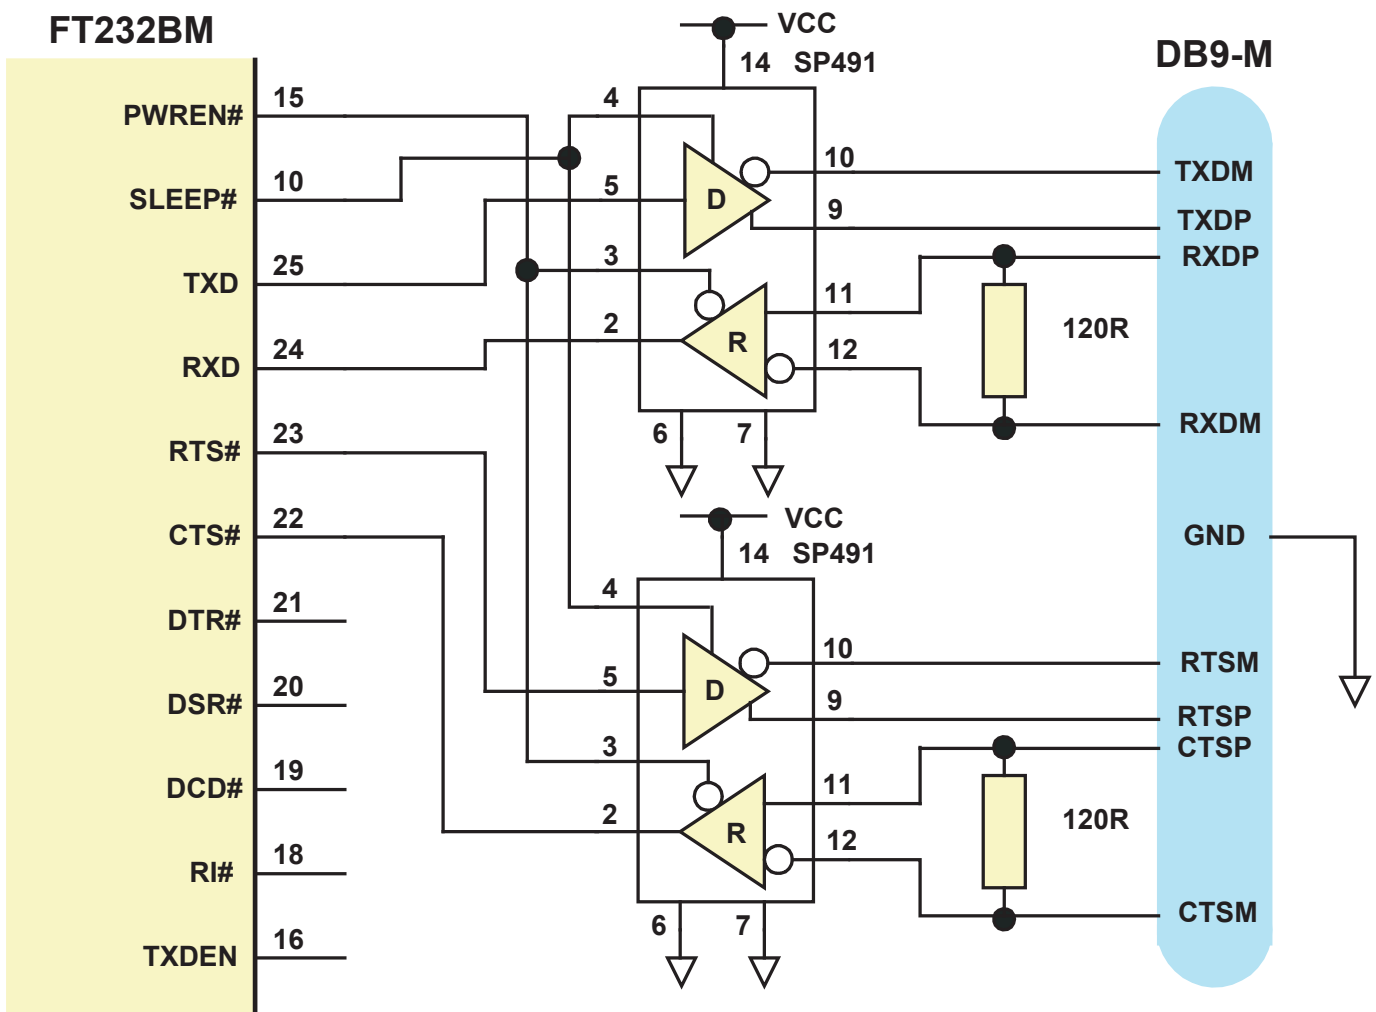 FT232BM
VCC
14 SP491
DB9-M
PWREN# 15
4
10 TXDM
SLEEP# 10
5
D
9 TXDP
TXD 25
3
RXDP
11
R
120R
RXD 24
2
12
RTS# 23
6 7
RXDM
VCC
14 SP491
CTS# 22
GND
DTR# 21
4
10 RTSM
DSR# 20
5
D
9 RTSP
3
CTSP
DCD# 19
11
2
R
120R
12
RI# 18
6 7
CTSM
TXDEN 16